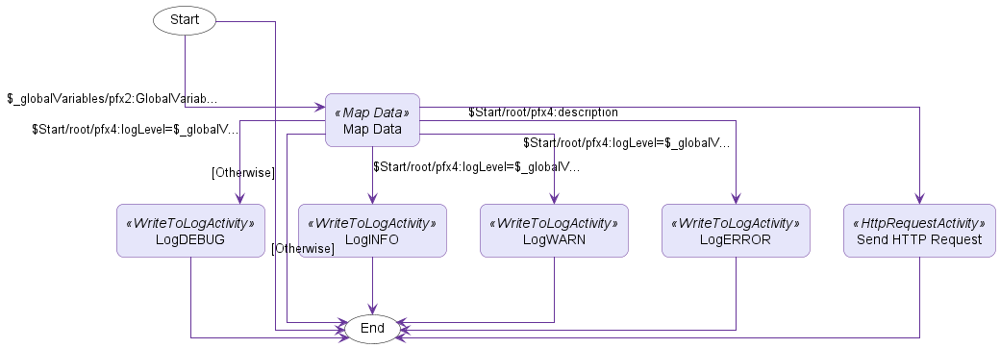 Start
$_globalVariables/pfx2:GlobalVariab...
«Map Data»
Map Data
$Start/root/pfx4:description
$Start/root/pfx4:logLevel=$_globalV...
$Start/root/pfx4:logLevel=$_globalV...
$Start/root/pfx4:logLevel=$_globalV...
[Otherwise]
«WriteToLogActivity»
LogDEBUG
«WriteToLogActivity»
LogINFO
«WriteToLogActivity»
LogWARN
«WriteToLogActivity»
LogERROR
«HttpRequestActivity»
Send HTTP Request
[Otherwise]
End